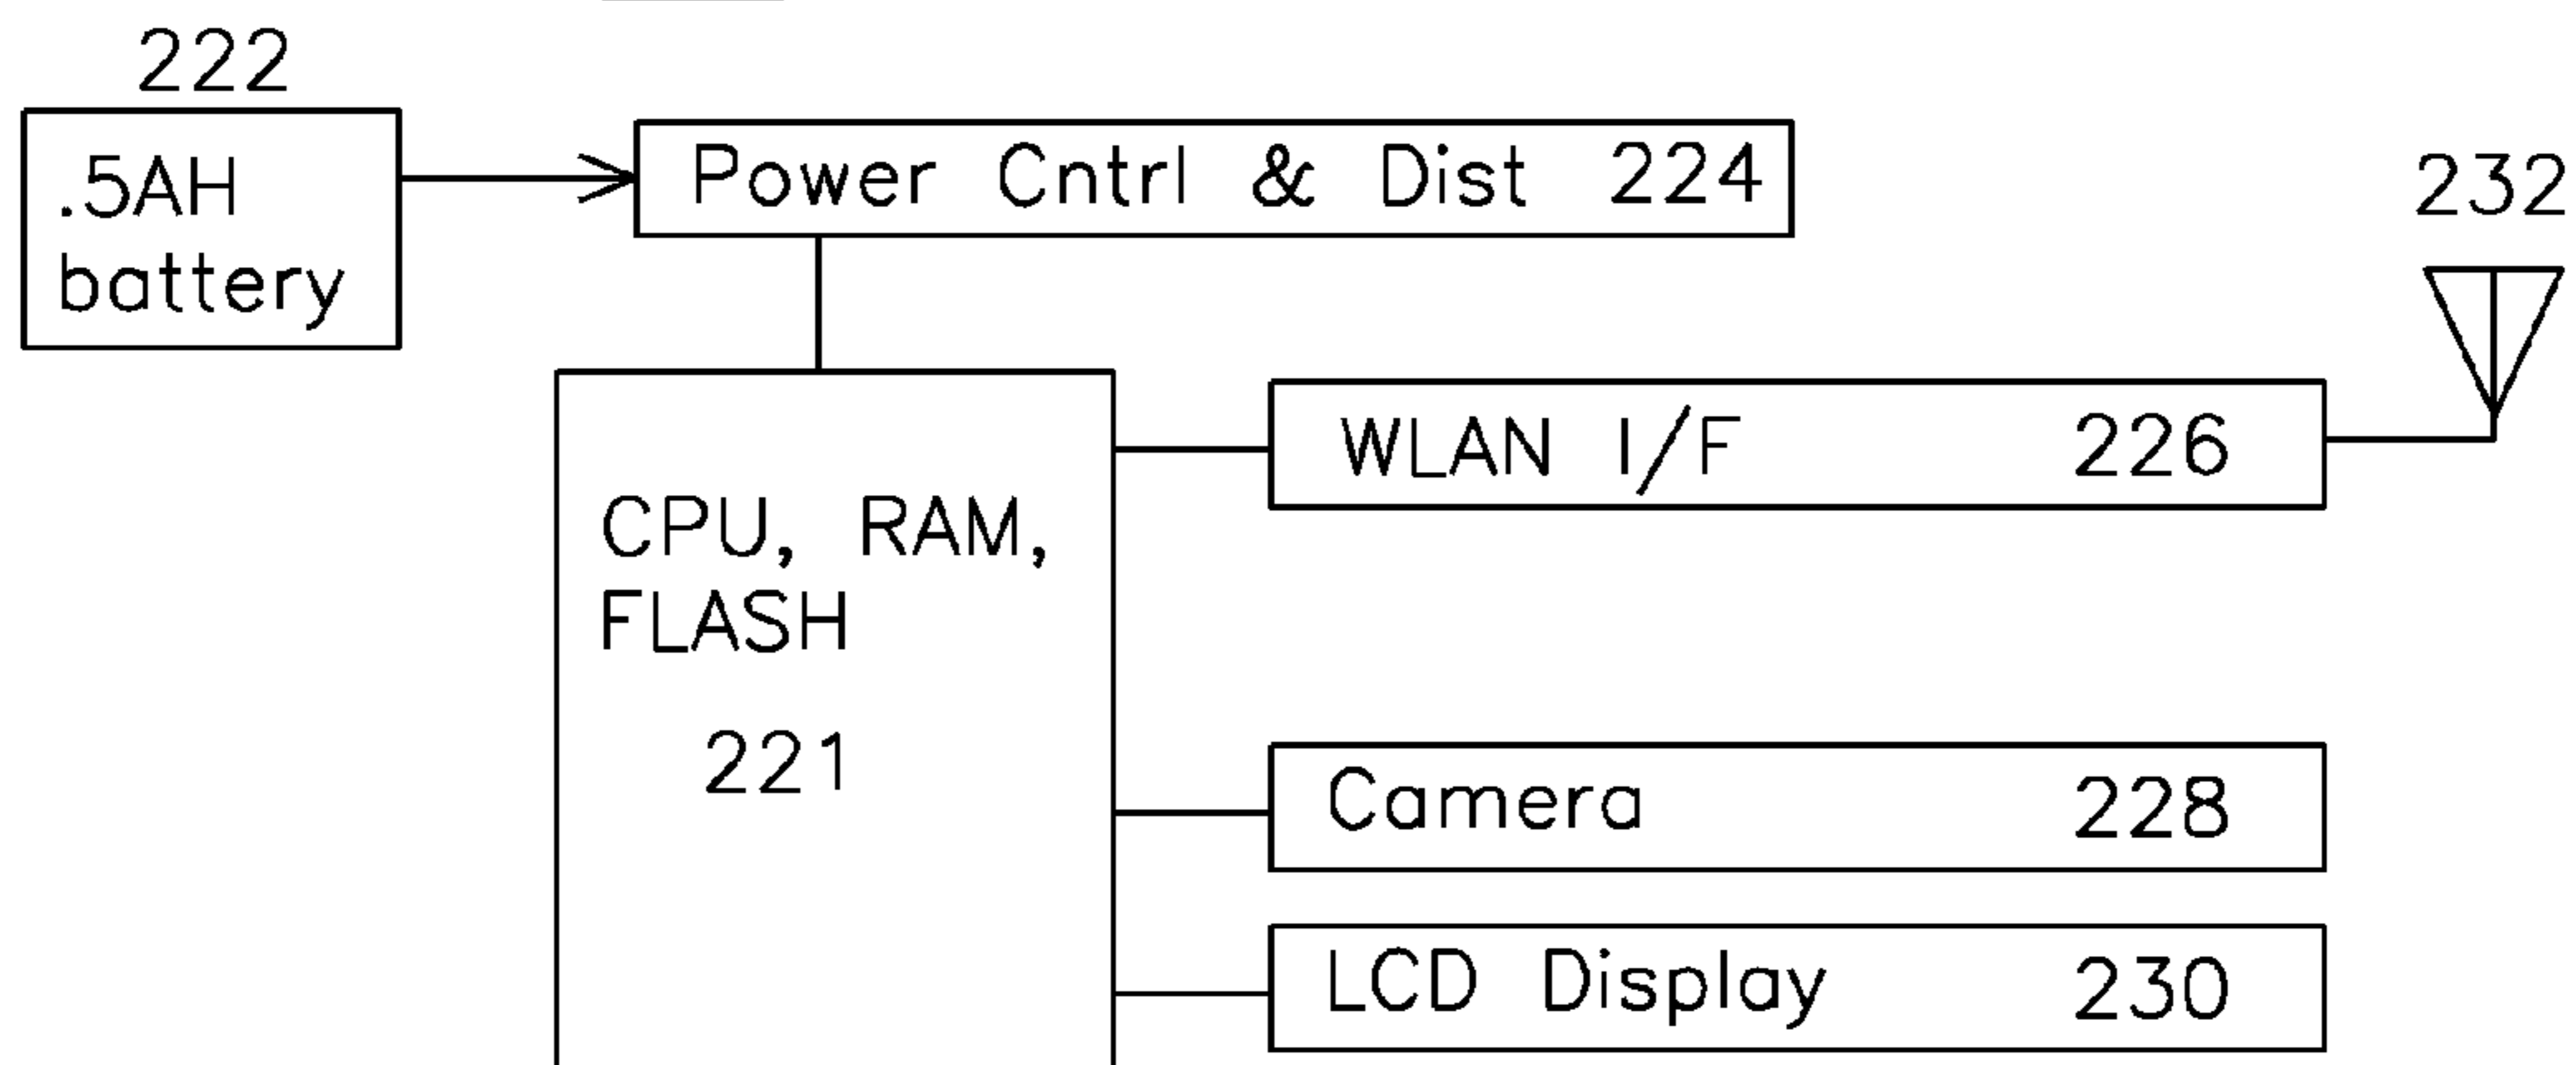 222
.5AH
battery
Power Cntrl & Dist 224
232
WLAN I/F 226
CPU, RAM,
FLASH
221
Camera 228
LCD Display 230